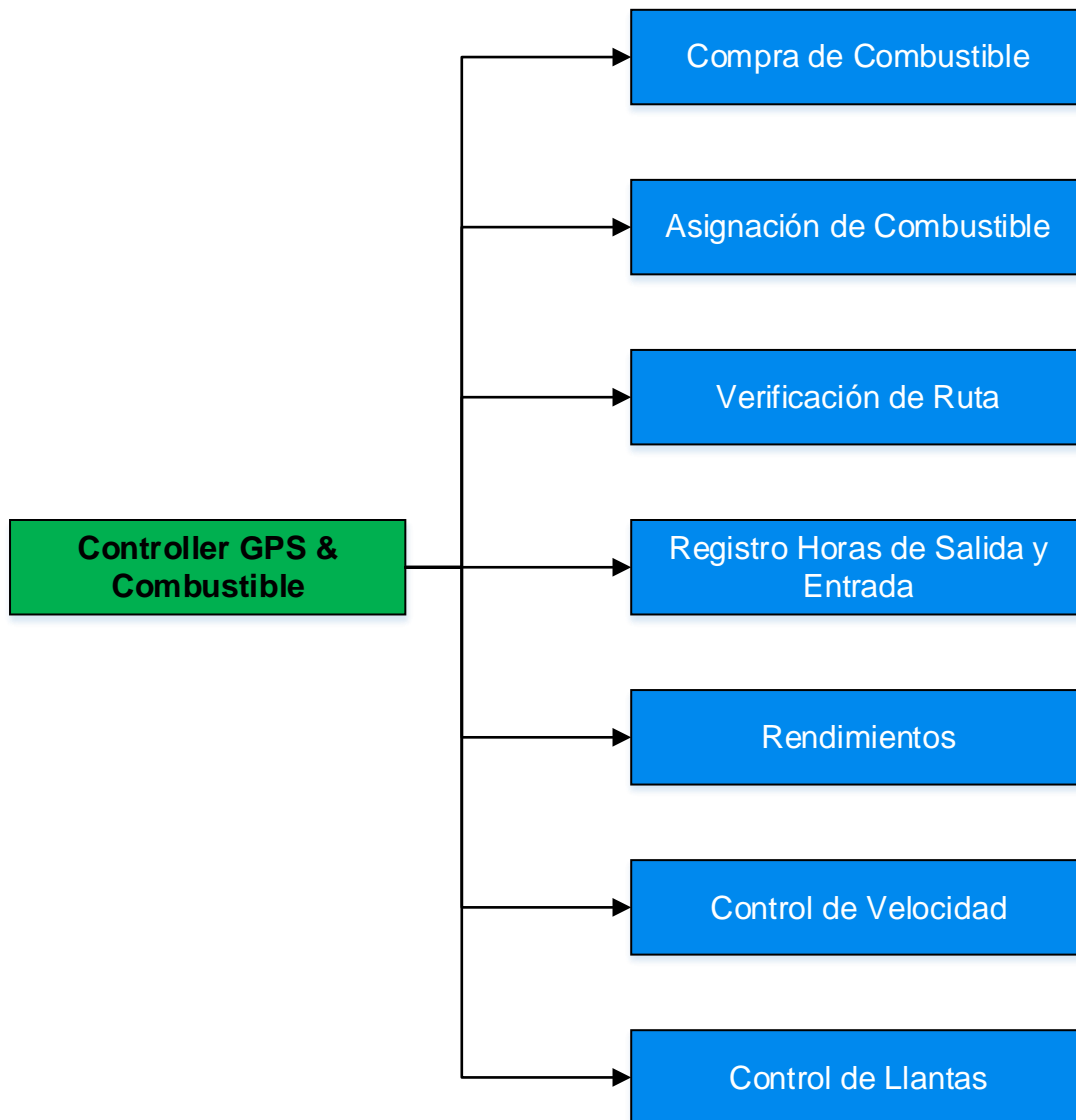 Compra de Combustible
Asignación de Combustible
Verificación de Ruta
Controller GPS &
Combustible
Registro Horas de Salida y
Entrada
Rendimientos
Control de Velocidad
Control de Llantas